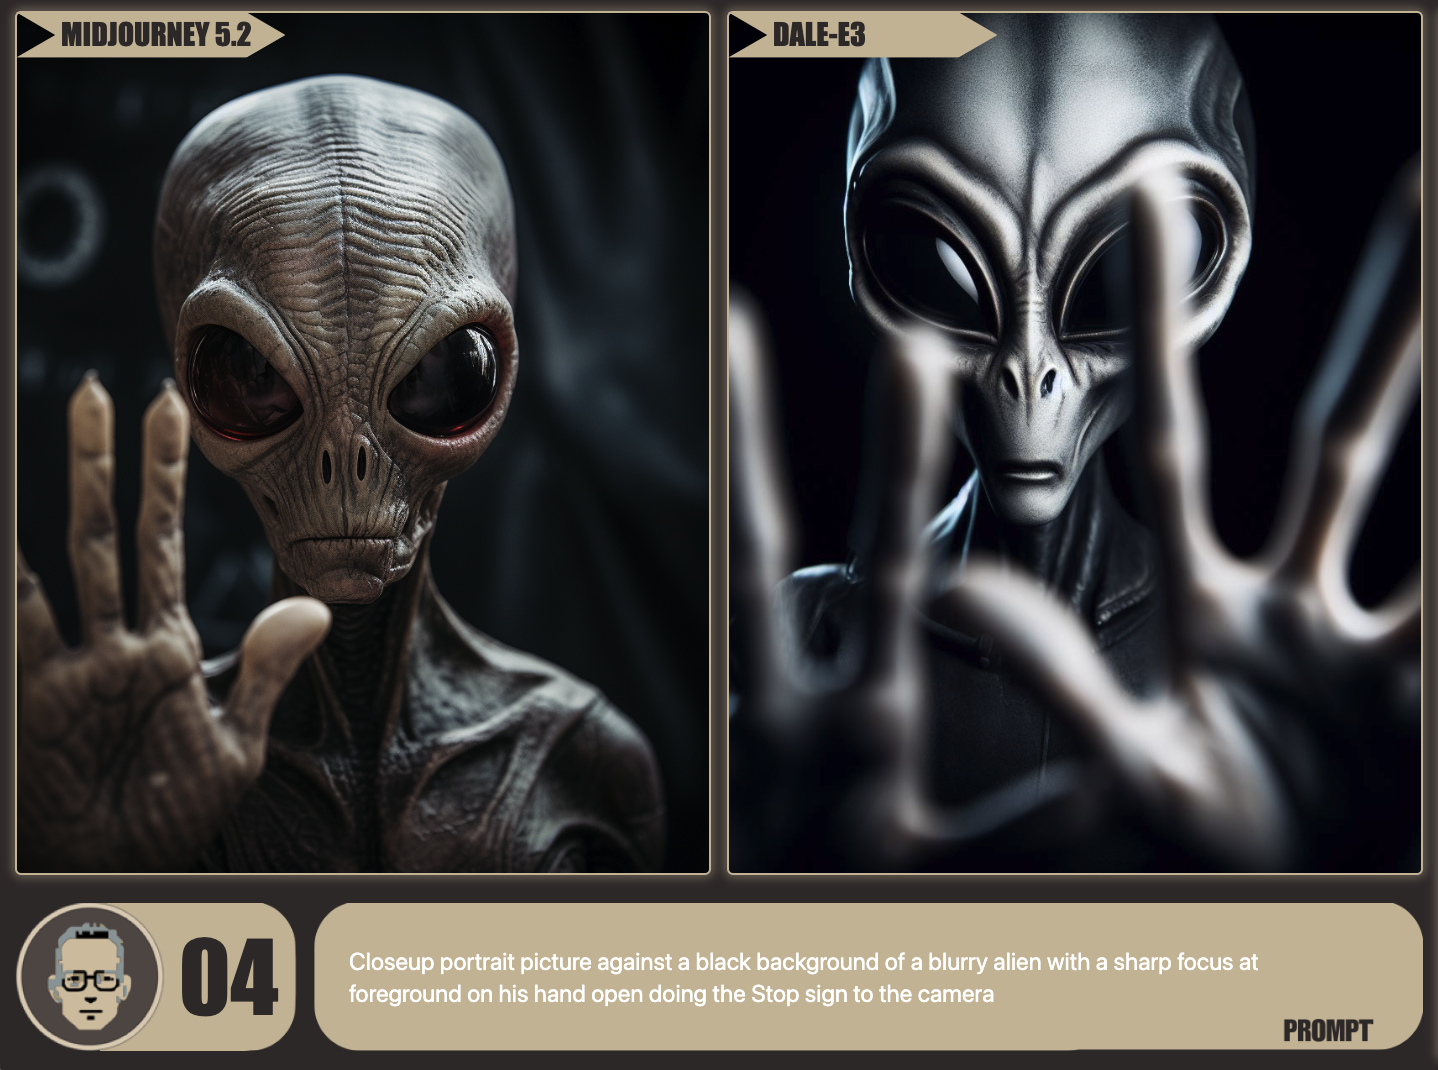 MIDJOURNEY 5.2
DALE-E3
04
Closeup portrait picture against a black background of a blurry alien with a sharp focus at
foreground on his hand open doing the Stop sign to the camera
PROMPT